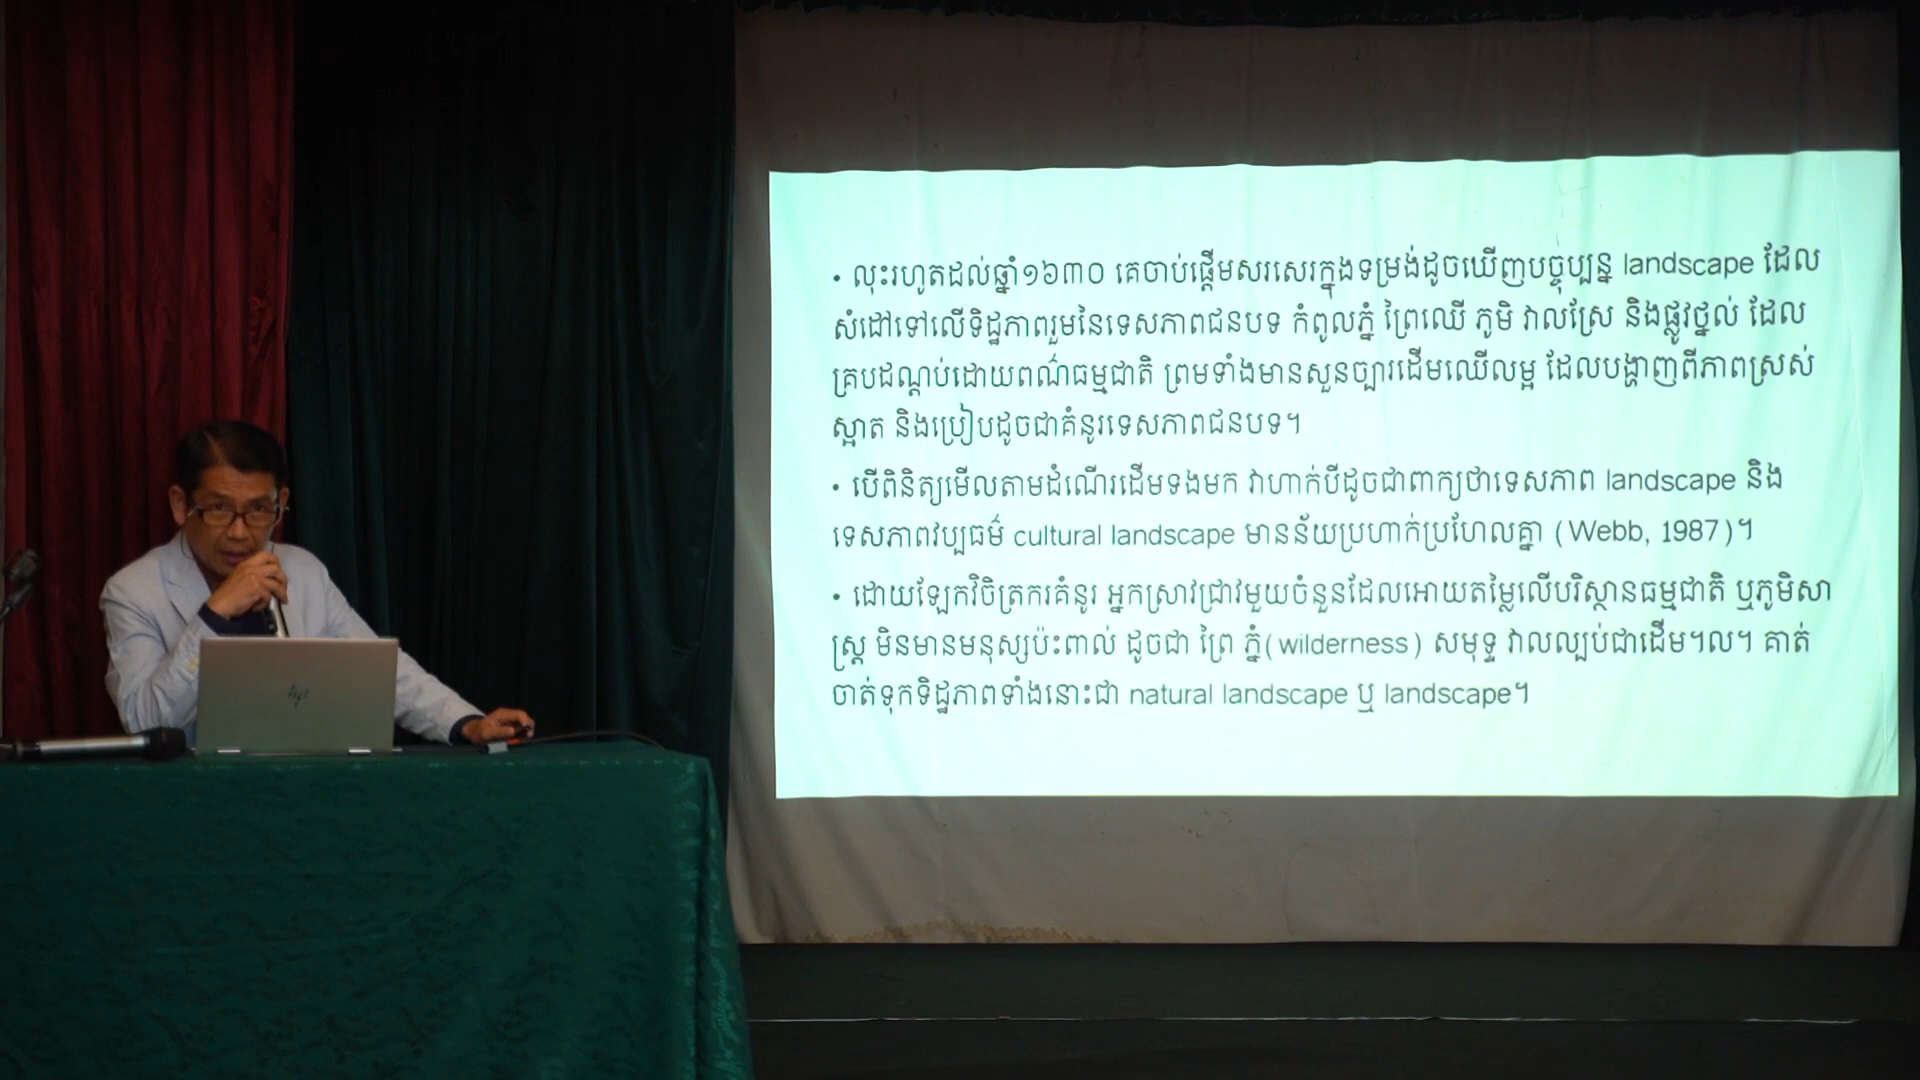 • លុះរហូតដល់ឆ្នាំ១៦៣០ គេចាប់ផ្តើមសរសេរក្នុងទម្រង់ដូចឃើញបច្ចុប្បន្ន landscape ដែល
សំដៅទៅលើទិដ្ឋភាពរួមនៃទេសភាពជនបទ កំពូលភ្នំ ព្រៃឈើ ភូមិ វាលស្រែ និងផ្លូវថ្នល់ ដែល
គ្របដណ្តប់ដោយពណ៌ធម្មជាតិ ព្រមទាំងមានសួនច្បារដើមឈើលម្អ ដែលបង្ហាញពីភាពស្រស់
ស្អាត និងប្រៀបដូចជាគំនូរទេសភាពជនបទ។
• បើពិនិត្យមើលតាមដំណើរដើមទងមក វាហាក់បីដូចជាពាក្យថាទេសភាព landscape និង
ទេសភាពវប្បធម៌ cultural landscape មានន័យប្រហាក់ប្រហែលគ្នា (Webb, 1987)។
• ដោយឡែកវិចិត្រករគំនូរ អ្នកស្រាវជ្រាវមួយចំនួនដែលអោយតម្លៃលើបរិស្ថានធម្មជាតិ ឬភូមិសា
ស្ត្រ មិនមានមនុស្សប៉ះពាល់ ដូចជា ព្រៃ ភ្នំ(wilderness) សមុទ្ទ វាលល្បប់ជាដើម។ល។ គាត់
ចាត់ទុកទិដ្ឋភាពទាំងនោះជា natural landscape ឬ landscape។
hp